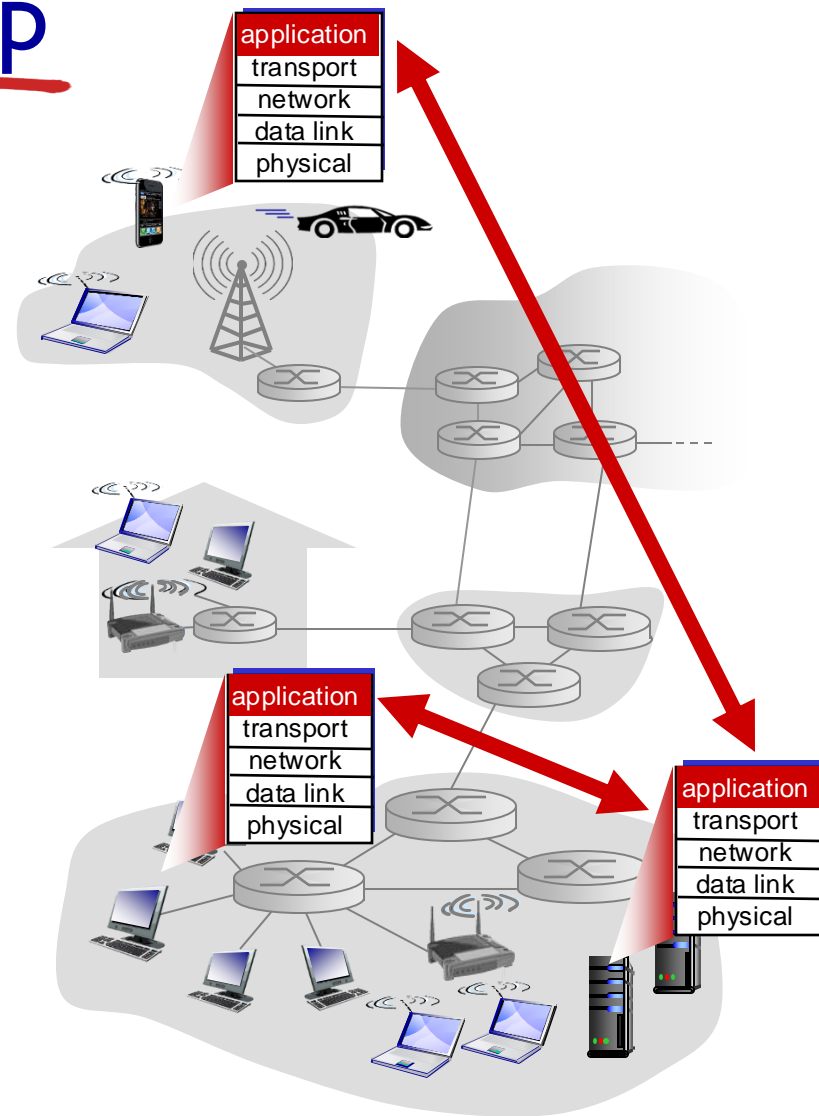 p
application
transport
network
data link
physical
application
transport
network
data link
physical
application
transport
network
data link
physical